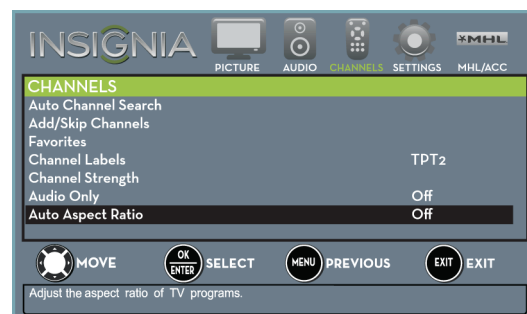 INSIGNIA
PICTURE AUDIO CHANNELS SETTINGS MHL MHL/ACC
CHANNELS
Auto Channel Search
Add/Skip Channels
Favorites
Channel Labels TPT2
Channel Strength
Audio Only Off
Auto Aspect Ratio Off
MOVE OK ENTER SELECT MENU PREVIOUS EXIT EXIT
Adjust the aspect ratio of TV programs.